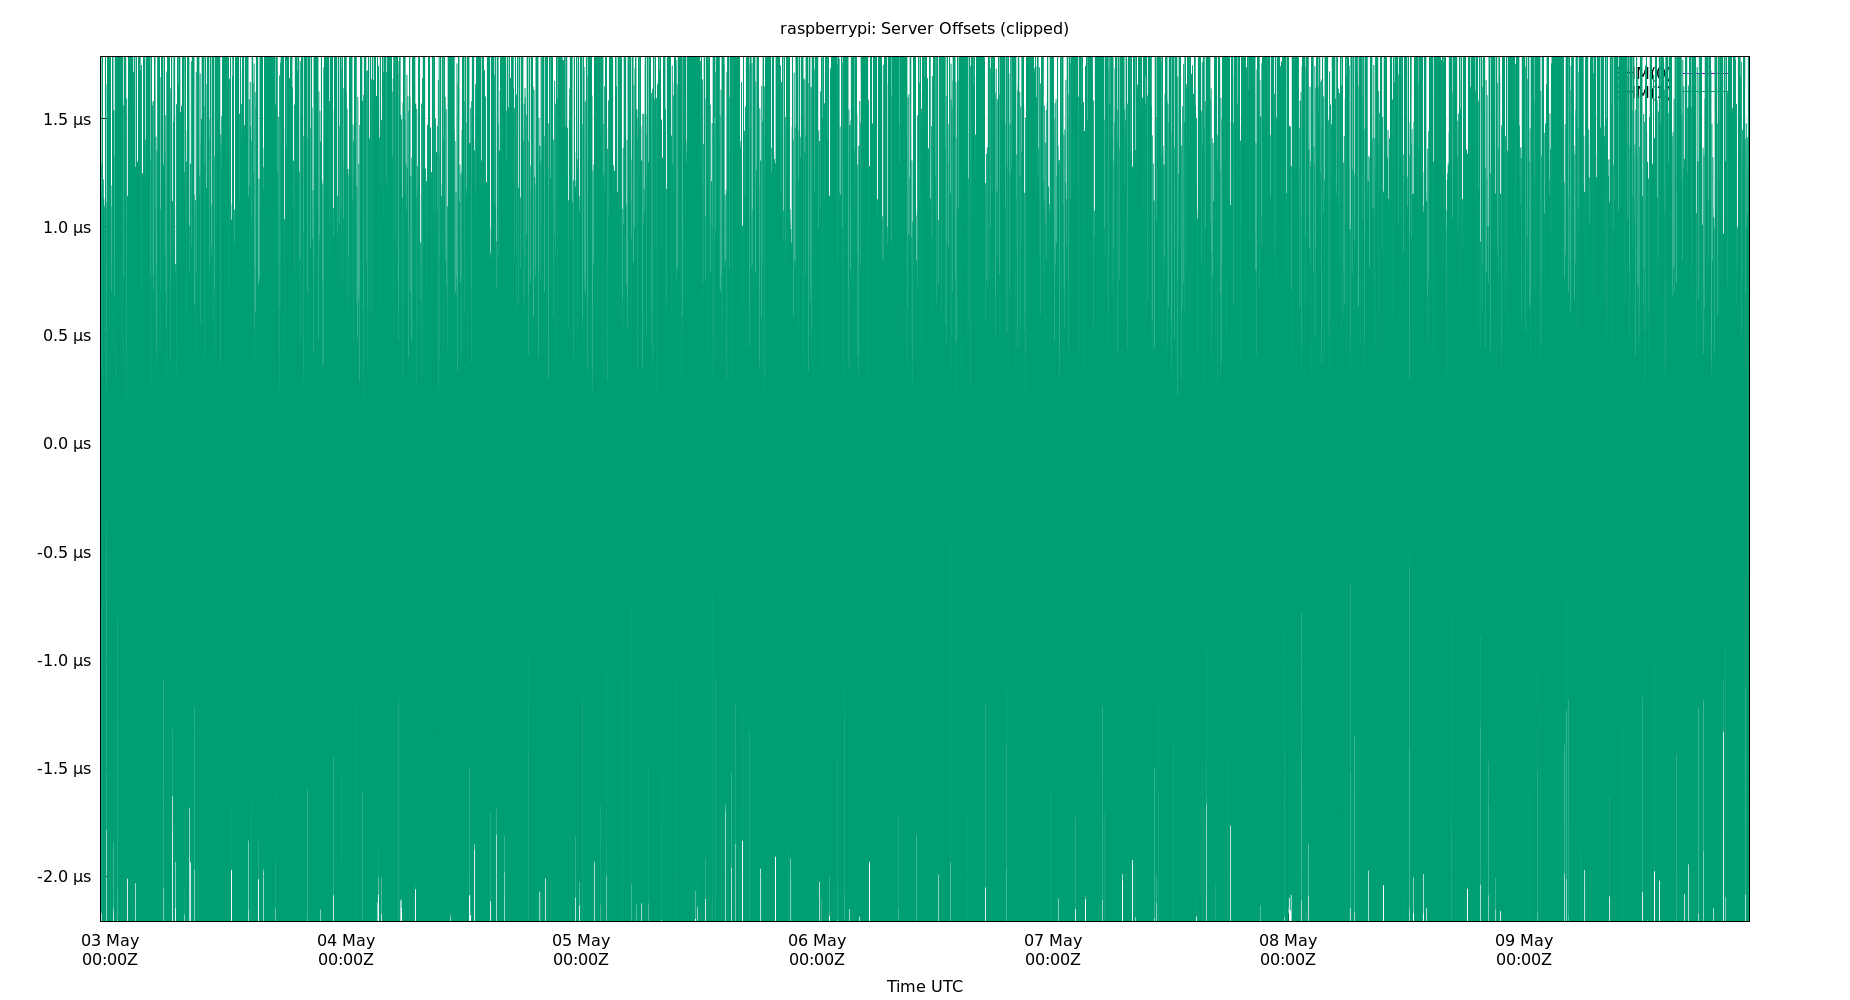 raspberrypi: Server Offsets (clipped)
1.5 µs
1.0 µs
0.5 µs
0.0 µs
-0.5 µs
-1.0 µs
-1.5 µs
-2.0 µs
03 May 04 May 05 May 06 May 07 May 08 May 09 May
00:00Z 00:00Z 00:00Z 00:00Z 00:00Z 00:00Z 00:00Z
Time UTC